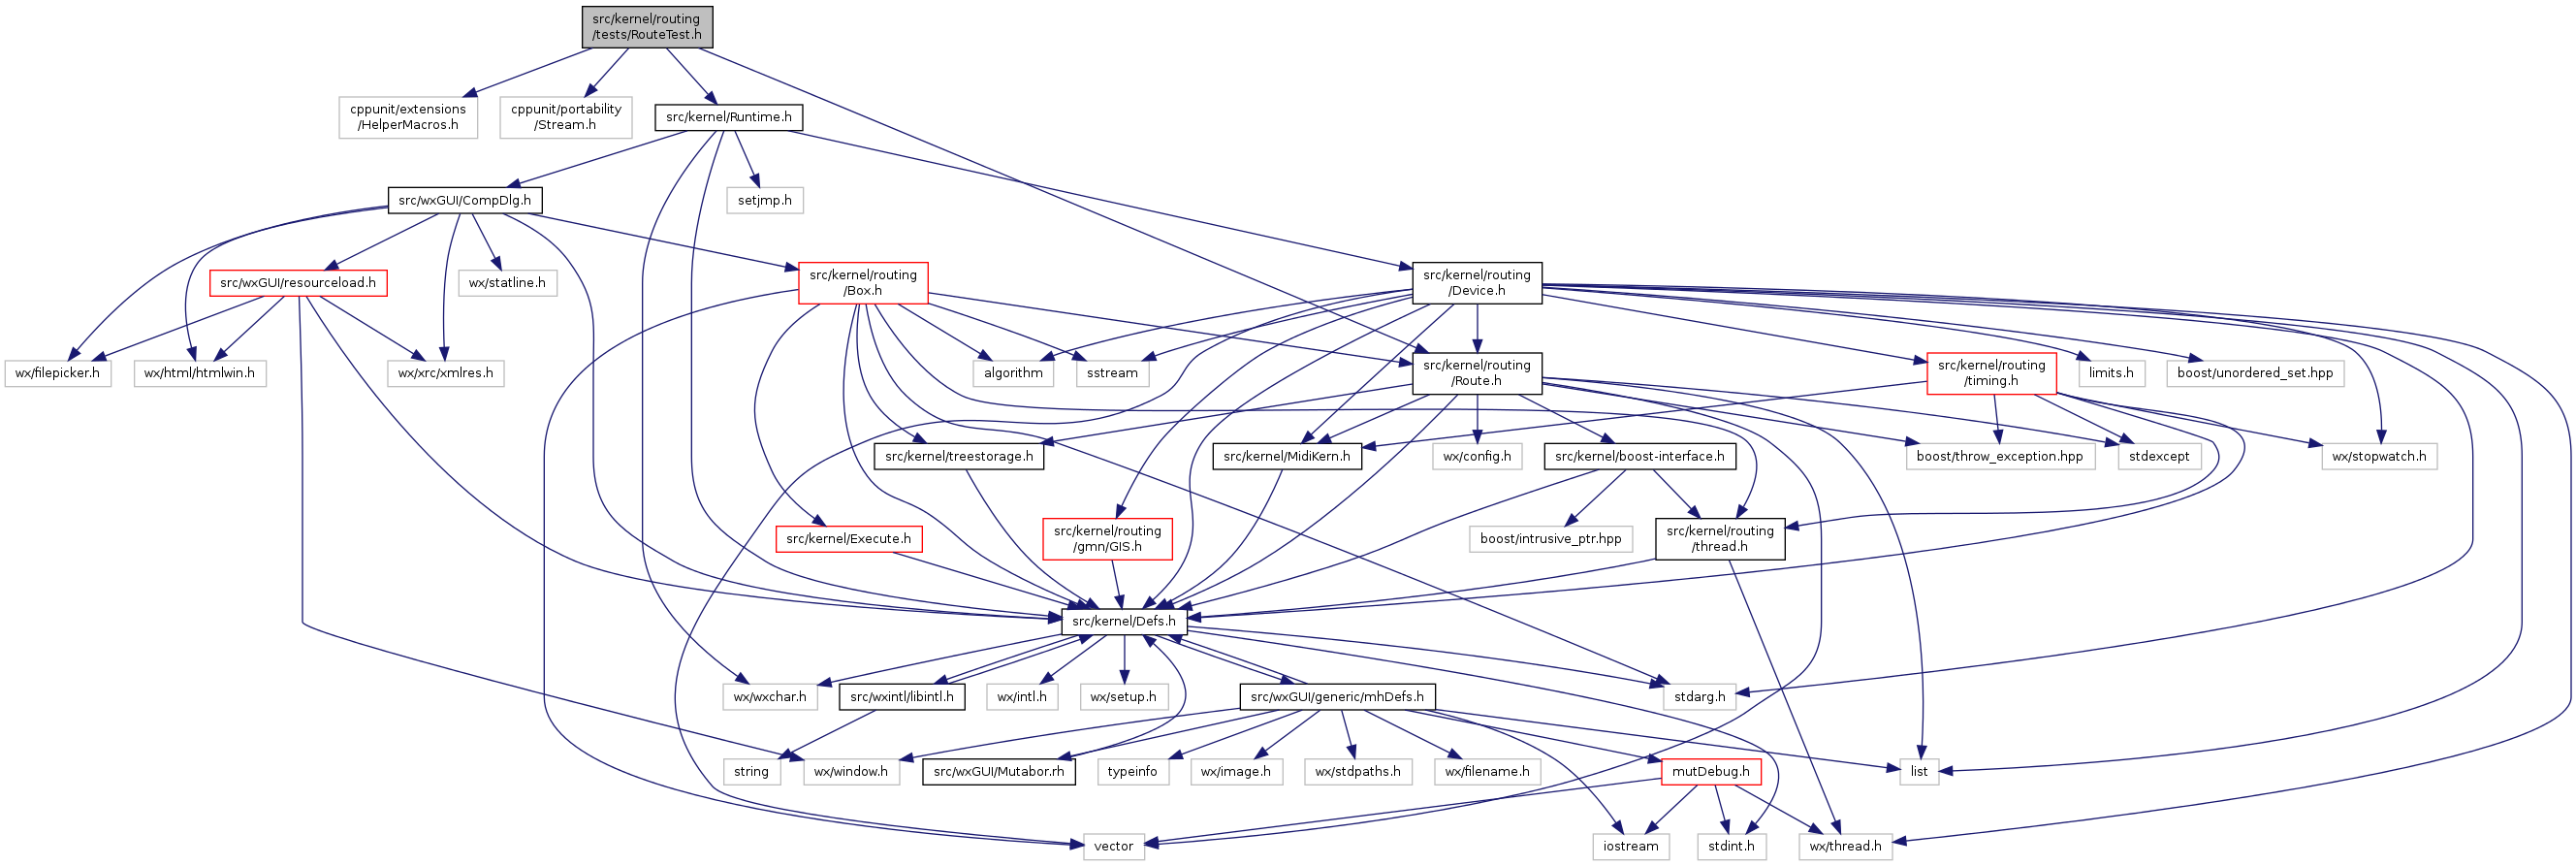 src/kernel/routing
/tests/RouteTest.h
cppunit/extensions
/HelperMacros.h
cppunit/portability
/Stream.h
src/kernel/Runtime.h
src/wxGUI/CompDlg.h
setjmp.h
src/wxGUI/resourceload.h
wx/statline.h
src/kernel/routing
/Box.h
src/kernel/routing
/Device.h
wx/filepicker.h
wx/html/htmlwin.h
wx/xrc/xmlres.h
algorithm
sstream
src/kernel/routing
/Route.h
src/kernel/routing
/timing.h
limits.h
boost/unordered_set.hpp
src/kernel/treestorage.h
src/kernel/MidiKern.h
wx/config.h
src/kernel/boost-interface.h
boost/throw_exception.hpp
stdexcept
wx/stopwatch.h
src/kernel/Execute.h
src/kernel/routing
/gmn/GIS.h
boost/intrusive_ptr.hpp
src/kernel/routing
/thread.h
src/kernel/Defs.h
wx/wxchar.h
src/wxintl/libintl.h
wx/intl.h
wx/setup.h
src/wxGUI/generic/mhDefs.h
stdarg.h
string
wx/window.h
src/wxGUI/Mutabor.rh
typeinfo
wx/image.h
wx/stdpaths.h
wx/filename.h
mutDebug.h
list
vector
iostream
stdint.h
wx/thread.h